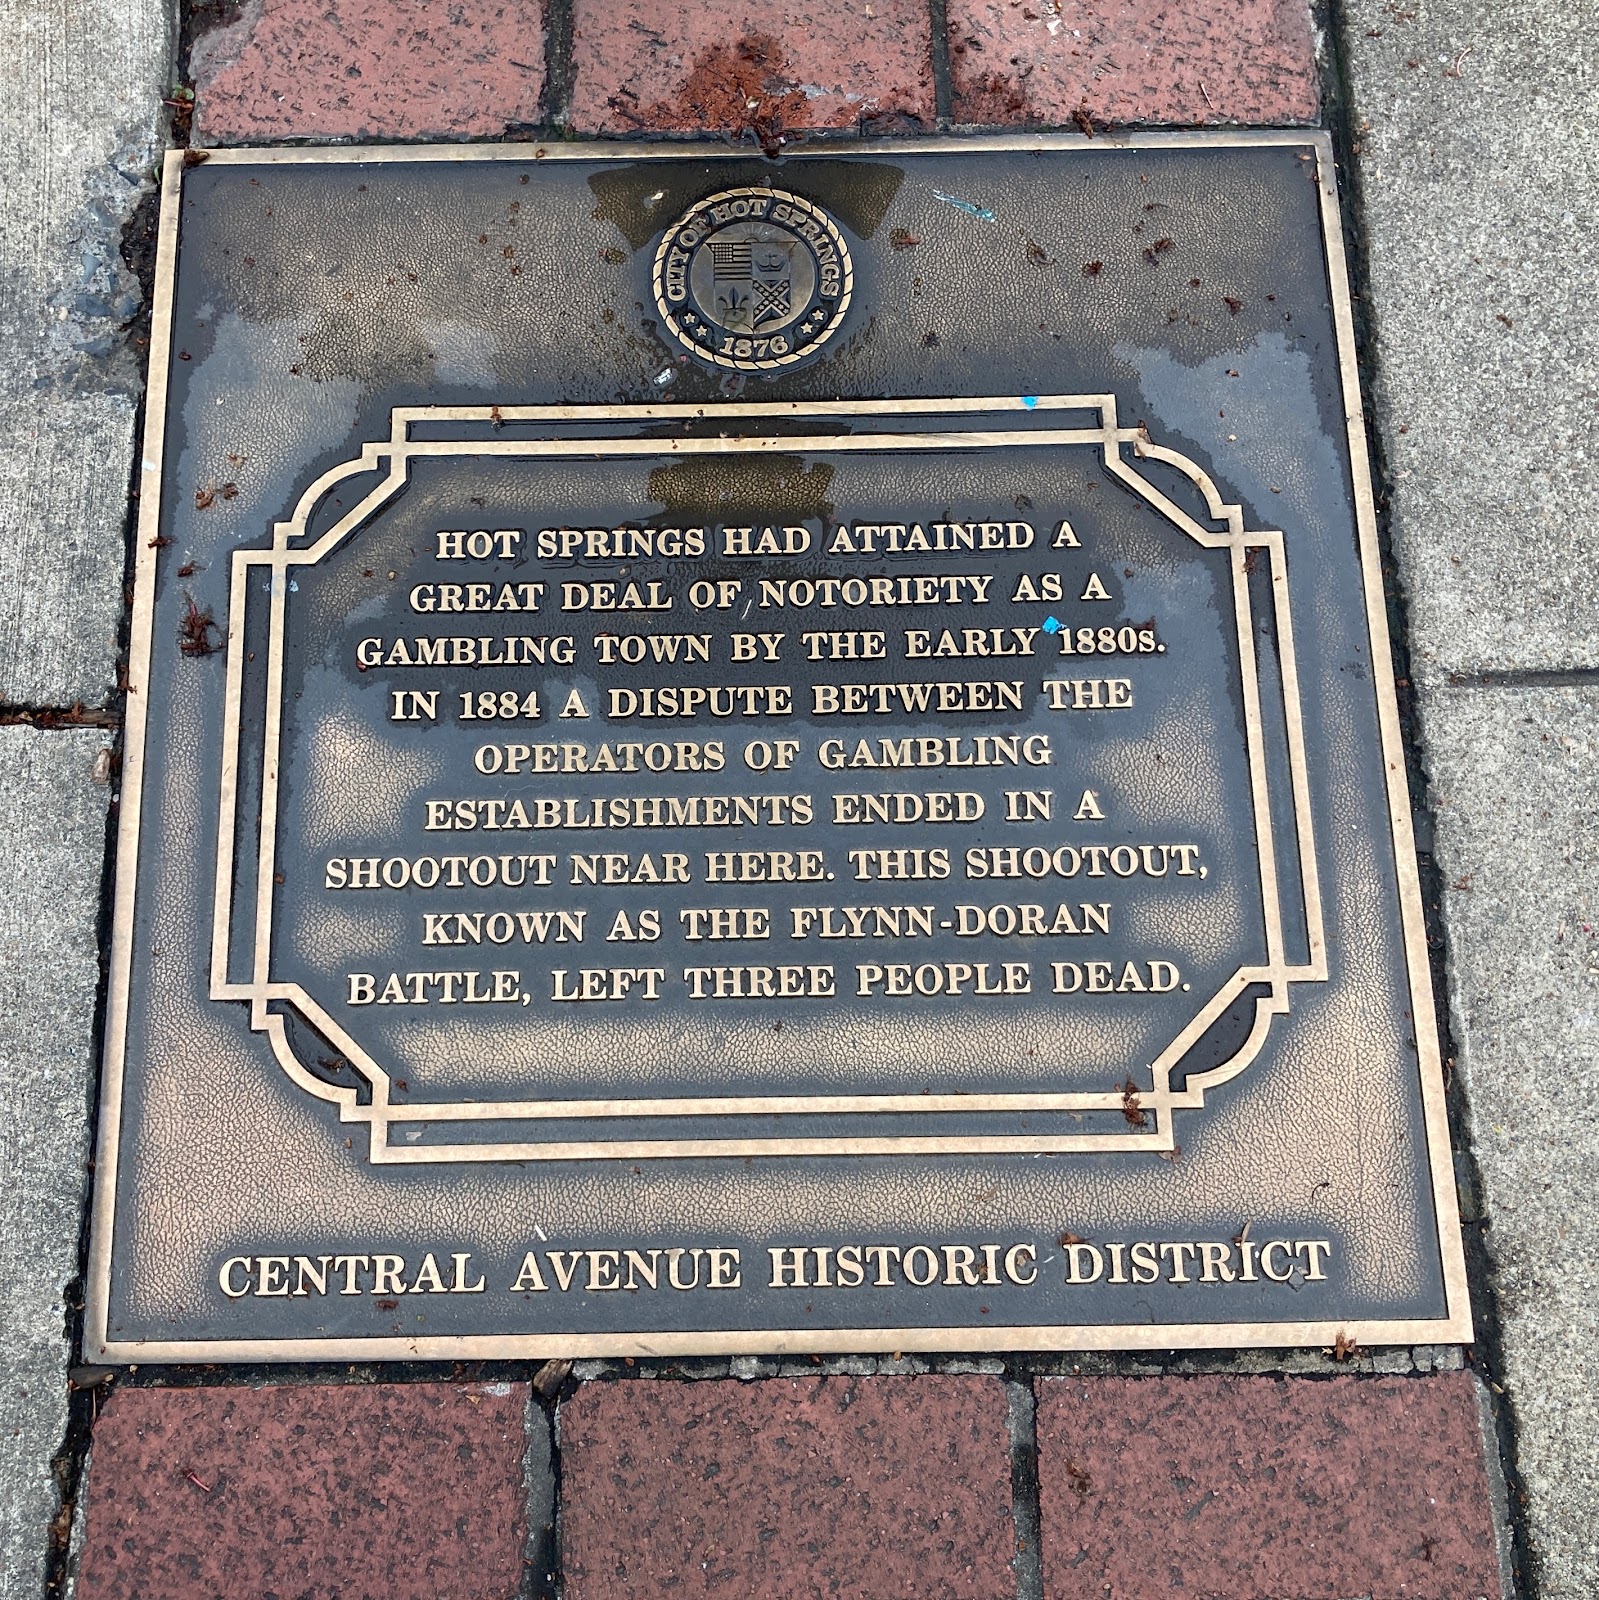 CITY OF HOT SPRINGS
1876
HOT SPRINGS HAD ATTAINED A
GREAT DEAL OF NOTORIETY AS A
GAMBLING TOWN BY THE EARLY 1880s.
IN 1884 A DISPUTE BETWEEN THE
OPERATORS OF GAMBLING
ESTABLISHMENTS ENDED IN A
SHOOTOUT NEAR HERE. THIS SHOOTOUT,
KNOWN AS THE FLYNN-DORAN
BATTLE, LEFT THREE PEOPLE DEAD.
CENTRAL AVENUE HISTORIC DISTRICT